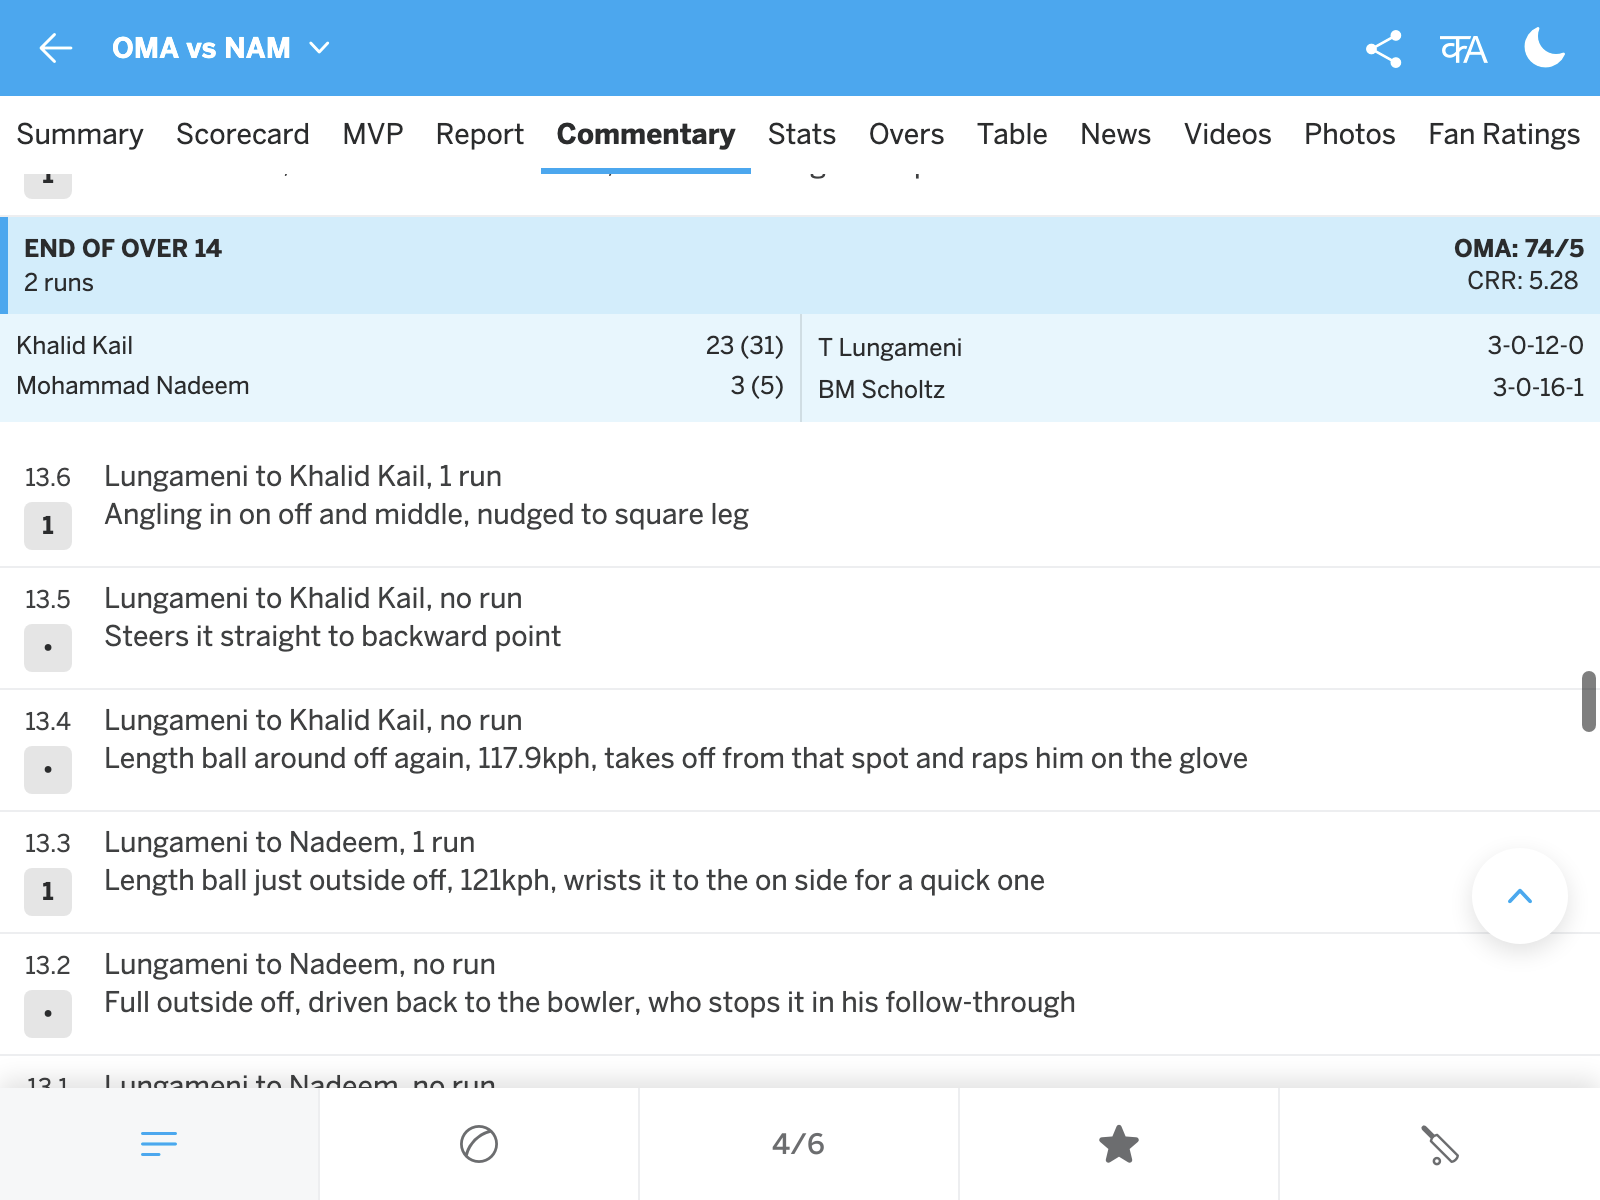 OMA vs NAM
Summary Scorecard MVP Report Commentary Stats Overs Table News Videos Photos Fan Ratings
1
END OF OVER 14 OMA: 74/5
2 runs CRR: 5.28
Khalid Kail 23 (31) T Lungameni 3-0-12-0
Mohammad Nadeem 3 (5) BM Scholtz 3-0-16-1
13.6 Lungameni to Khalid Kail, 1 run
1 Angling in on off and middle, nudged to square leg
13.5 Lungameni to Khalid Kail, no run
• Steers it straight to backward point
13.4 Lungameni to Khalid Kail, no run
• Length ball around off again, 117.9kph, takes off from that spot and raps him on the glove
13.3 Lungameni to Nadeem, 1 run
1 Length ball just outside off, 121kph, wrists it to the on side for a quick one
13.2 Lungameni to Nadeem, no run
• Full outside off, driven back to the bowler, who stops it in his follow-through
13.1 Lungameni to Nadeem, no run
4/6